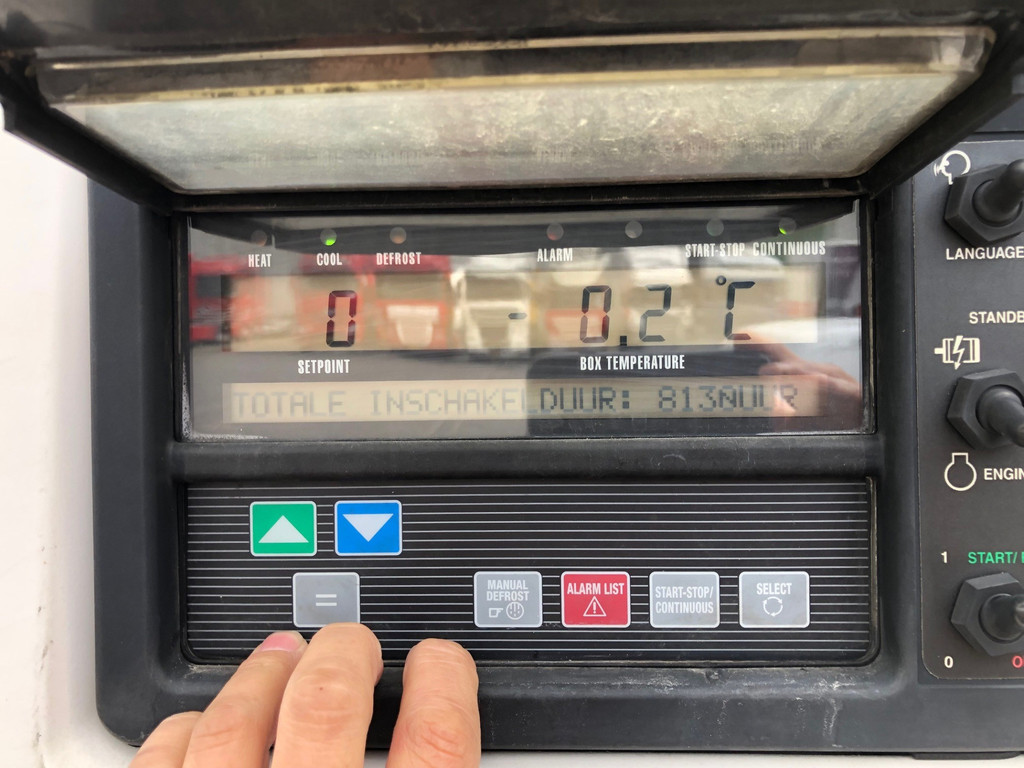 HEAT COOL DEFROST ALARM START-STOP CONTINUOUS
0 -0.2 °C
SETPOINT BOX TEMPERATURE
TOTALE INSCHAKELDUUR: 8130UUR
LANGUAGE
STANDB
ENGIN
MANUAL DEFROST
ALARM LIST
START-STOP/
CONTINUOUS
SELECT
=
1 START/
0